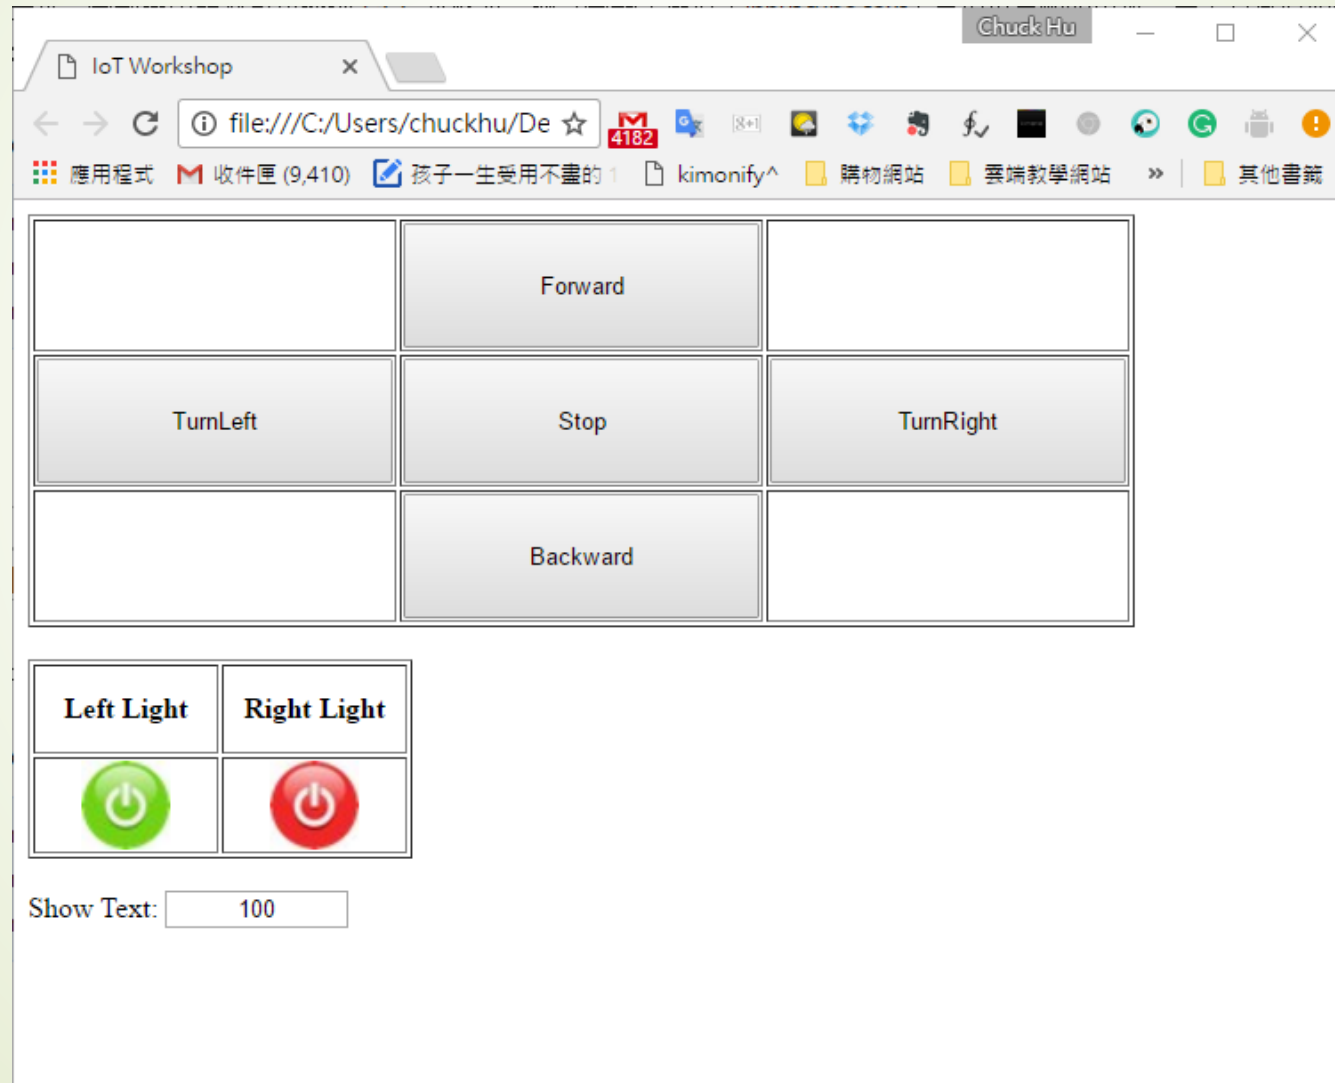 Chuck Hu
IoT Workshop
file:///C:/Users/chuckhu/De
4182
應用程式 收件匣 (9,410) 孩子一生受用不盡的 kimonify^ 購物網站 雲端教學網站 » 其他書籤
Forward
TurnLeft Stop TurnRight
Backward
Left Light Right Light
Show Text: 100